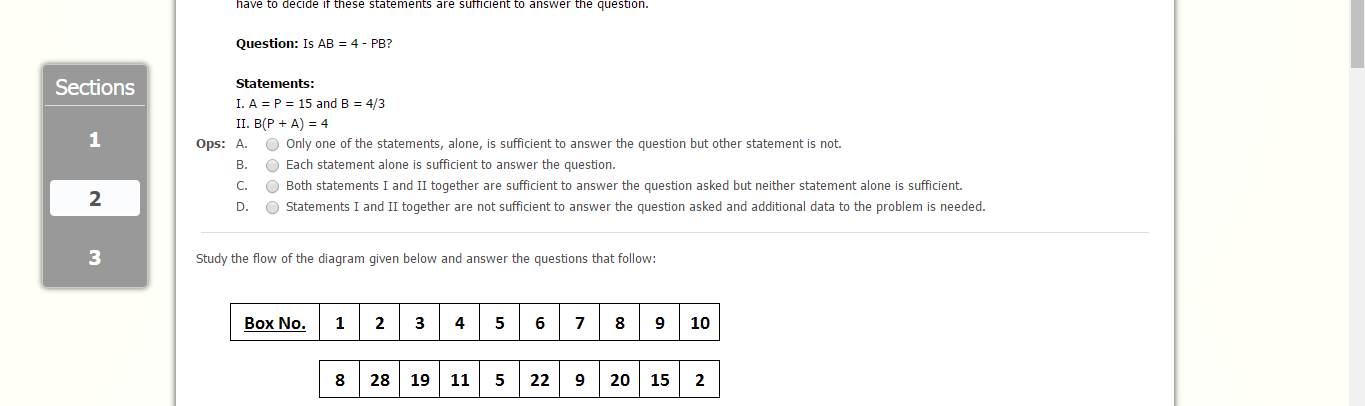 have to decide if these statements are sufficient to answer the question.
Question: Is AB = 4 - PB?
Sections
Statements:
I. A = P = 15 and B = 4/3
II. B(P + A) = 4
1
Ops: A. Only one of the statements, alone, is sufficient to answer the question but other statement is not.
B. Each statement alone is sufficient to answer the question.
C. Both statements I and II together are sufficient to answer the question asked but neither statement alone is sufficient.
2
D. Statements I and II together are not sufficient to answer the question asked and additional data to the problem is needed.
3
Study the flow of the diagram given below and answer the questions that follow:
Box No. 1 2 3 4 5 6 7 8 9 10
8 28 19 11 5 22 9 20 15 2